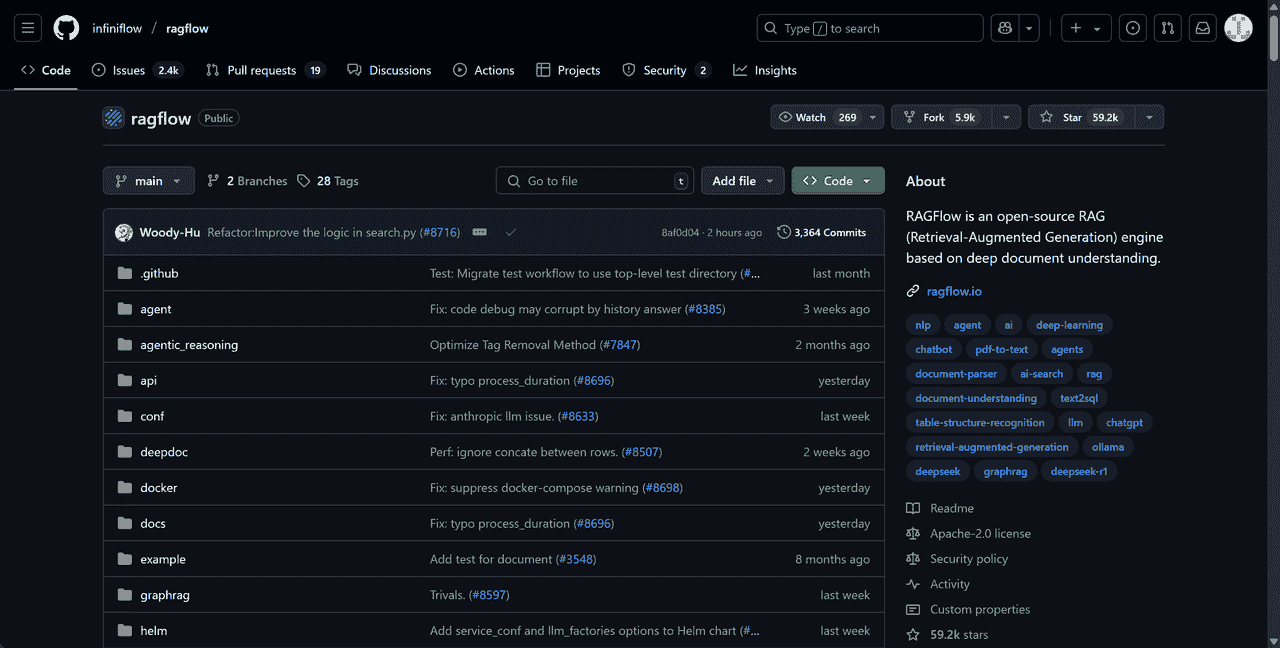 infiniflow / ragflow
Type / to search
Code Issues 2.4k Pull requests 19 Discussions Actions Projects Security 2 Insights
ragflow Public
Watch 269 Fork 5.9k Star 59.2k
main 2 Branches 28 Tags Go to file t Add file Code
Woody-Hu Refactor:Improve the logic in search.py (#8716) 8af0d04 · 2 hours ago 3,364 Commits
.github Test: Migrate test workflow to use top-level test directory (#... last month
agent Fix: code debug may corrupt by history answer (#8385) 3 weeks ago
agentic_reasoning Optimize Tag Removal Method (#7847) 2 months ago
api Fix: typo process_duration (#8696) yesterday
conf Fix: anthropic llm issue. (#8633) last week
deepdoc Perf: ignore concate between rows. (#8507) 2 weeks ago
docker Fix: suppress docker-compose warning (#8698) yesterday
docs Fix: typo process_duration (#8696) yesterday
example Add test for document (#3548) 8 months ago
graphrag Trivals. (#8597) last week
helm Add service_conf and llm_factories options to Helm chart (#... last week
About
RAGFlow is an open-source RAG
(Retrieval-Augmented Generation) engine
based on deep document understanding.
ragflow.io
nlp agent ai deep-learning
chatbot pdf-to-text agents
document-parser ai-search rag
document-understanding text2sql
table-structure-recognition llm chatgpt
retrieval-augmented-generation ollama
deepseek graphrag deepseek-r1
Readme
Apache-2.0 license
Security policy
Activity
Custom properties
59.2k stars